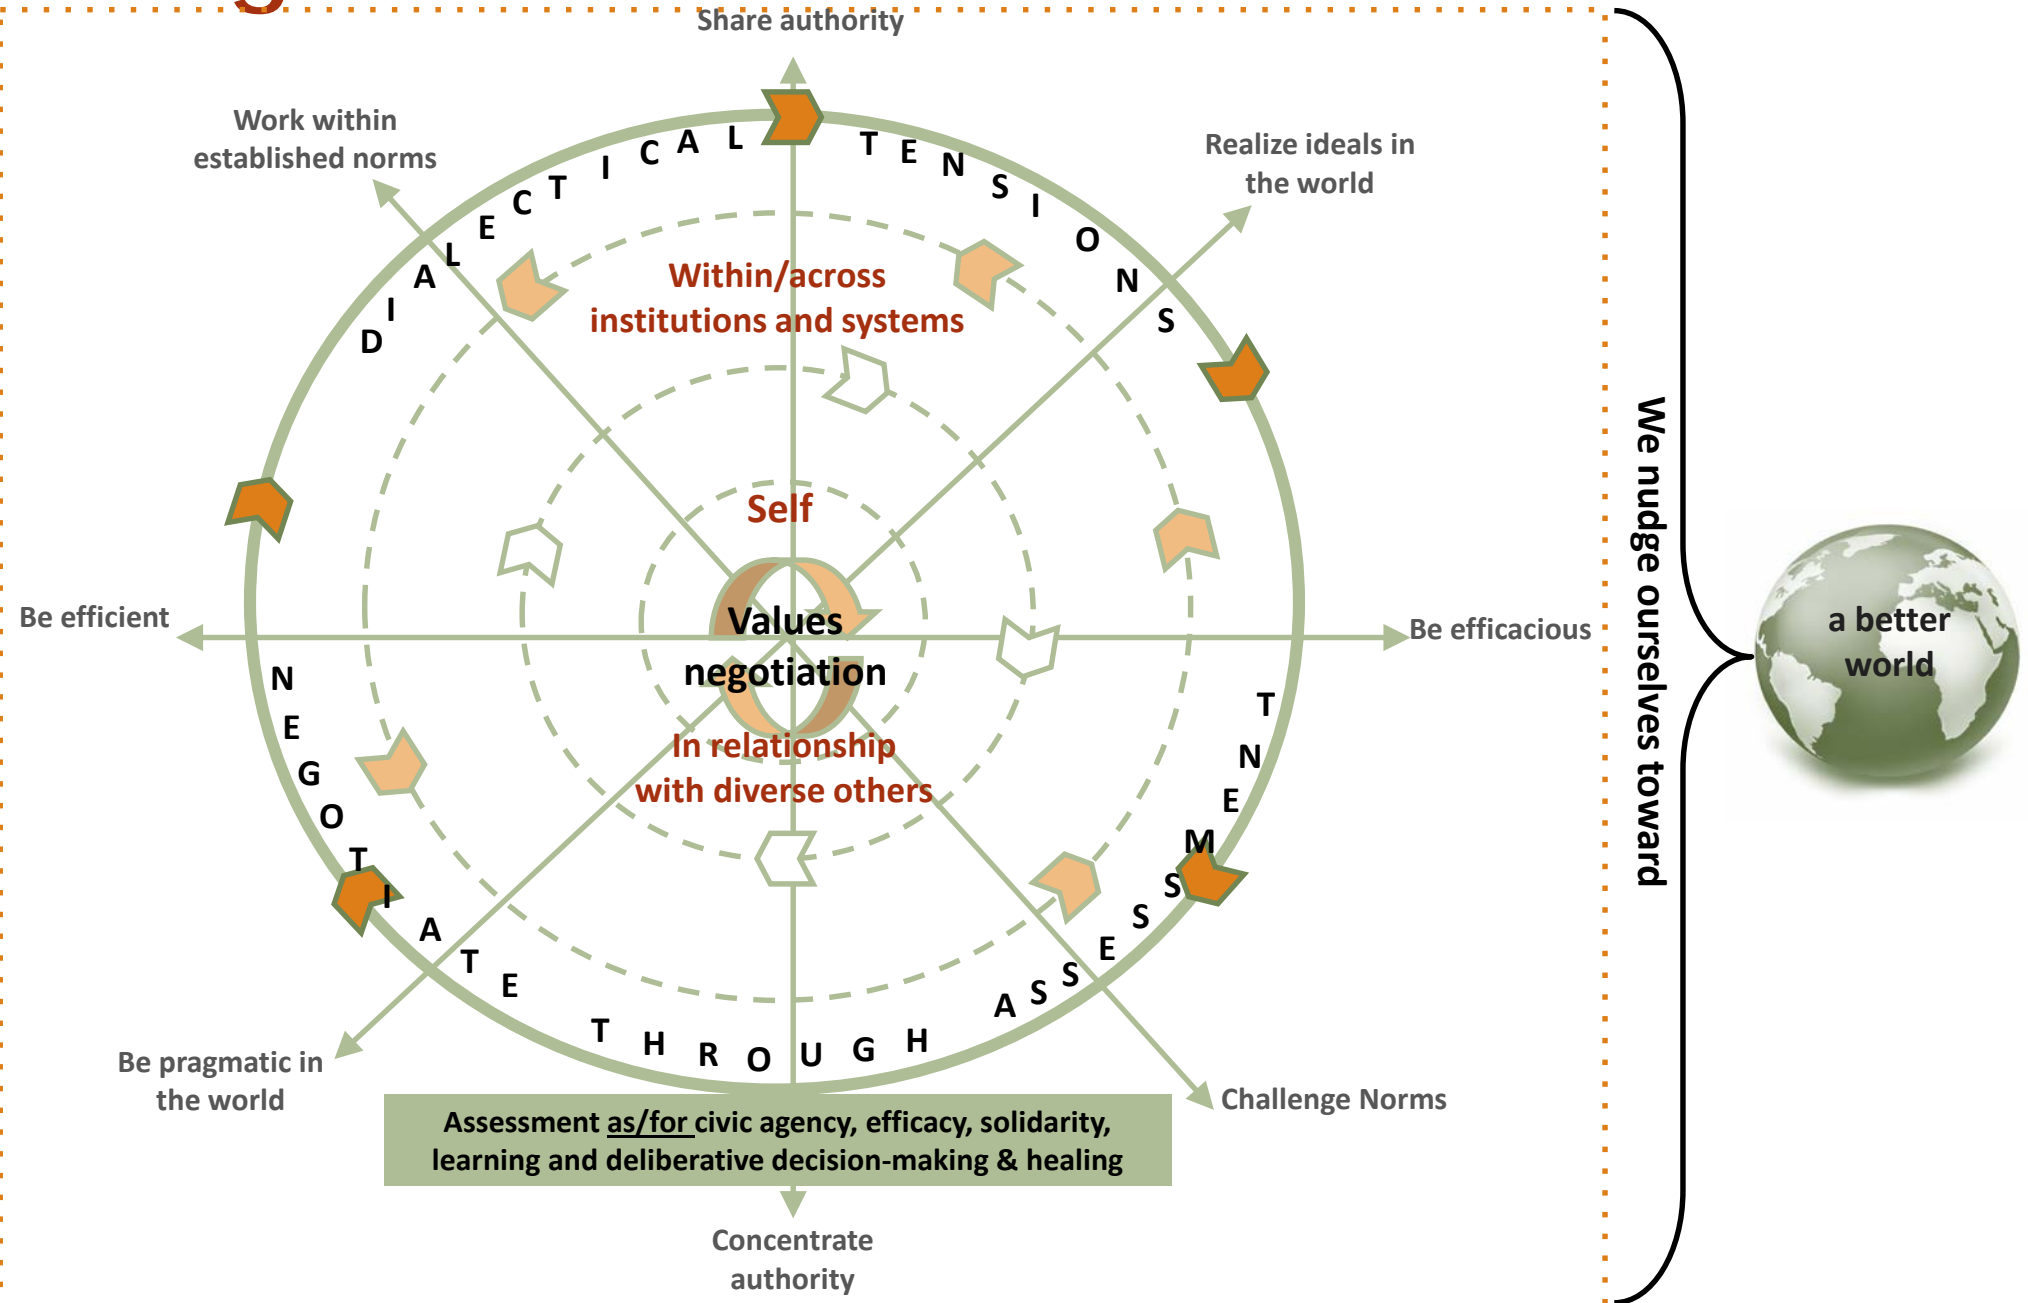 Share authority
Work within
established norms
Realize ideals in
the world
DIALECTICAL TENSIONS
Within/across
institutions and systems
Self
Values
negotiation
Be efficient
Be efficacious
In relationship
with diverse others
NEGOTIATE THROUGH ASSESSMENT
Be pragmatic in
the world
Challenge Norms
Assessment as/for civic agency, efficacy, solidarity,
learning and deliberative decision-making & healing
Concentrate
authority
We nudge ourselves toward
a better
world